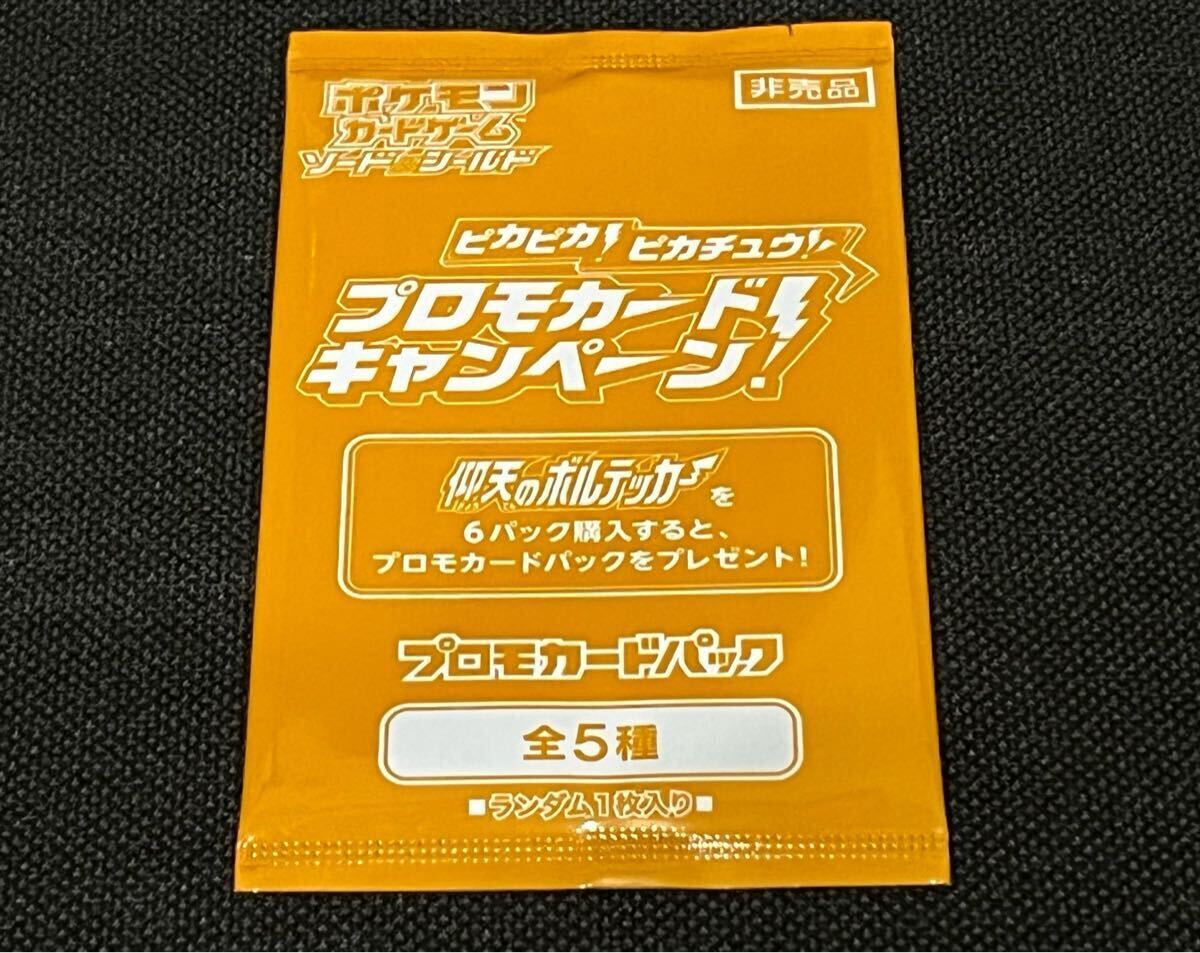 ポケモン
カードゲーム
ソード&シールド
非売品
ピカピカ! ピカチュウ!
プロモカード
キャンペーン!
仰天のボルテッカーを
ぎょうてん
6パック購入すると、
プロモカードパックをプレゼント!
プロモカードパック
全5種
■ランダム1枚入り■